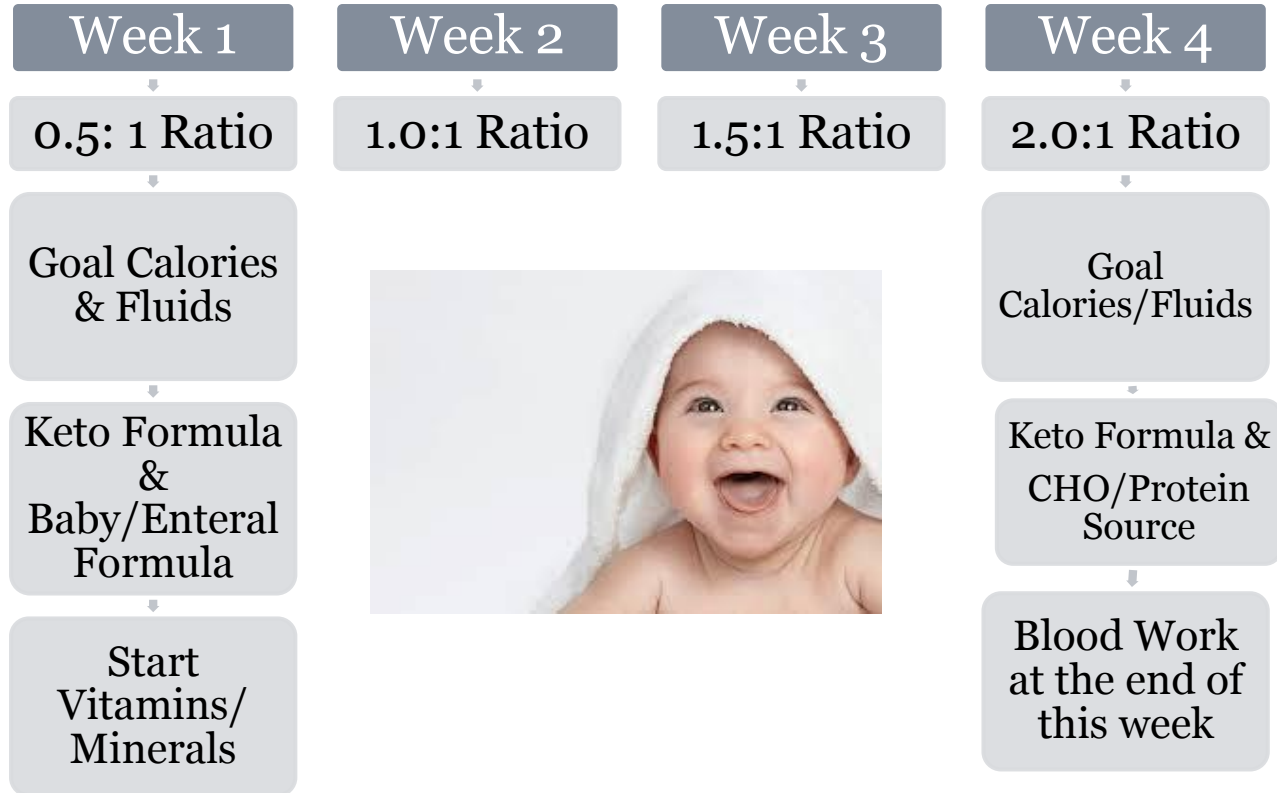 Week 1
0.5: 1 Ratio
Goal Calories
& Fluids
Keto Formula
&
Baby/Enteral
Formula
Start
Vitamins/
Minerals
Week 2
1.0:1 Ratio
Week 3
1.5:1 Ratio
Week 4
2.0:1 Ratio
Goal
Calories/Fluids
Keto Formula &
CHO/Protein
Source
Blood Work
at the end of
this week